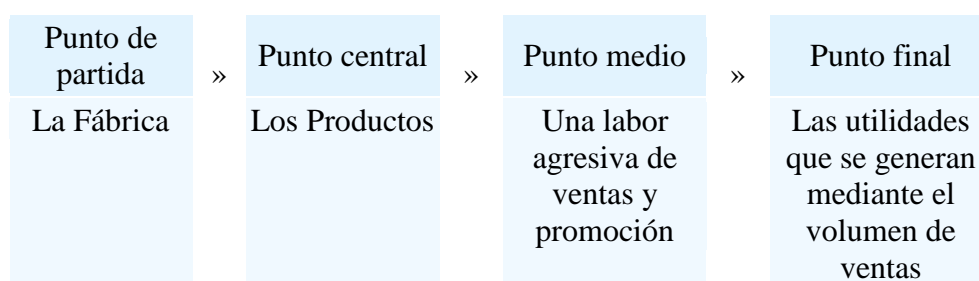 Punto de
partida
»
Punto central
»
Punto medio
»
Punto final
La Fábrica
Los Productos
Una labor
agresiva de
ventas y
promoción
Las utilidades
que se generan
mediante el
volumen de
ventas